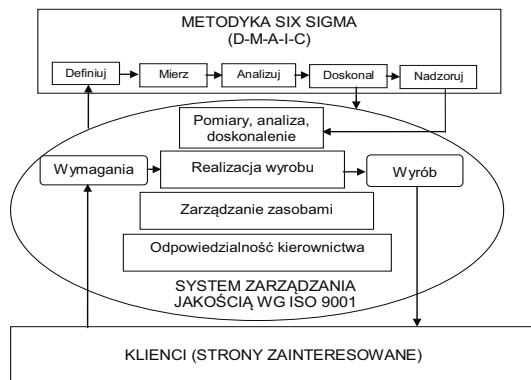 METODYKA SIX SIGMA
(D-M-A-I-C)
Definiuj
Mierz
Analizuj
Doskonal
Nadzoruj
Pomiary, analiza,
doskonalenie
Wymagania
Realizacja wyrobu
Wyrób
Zarządzanie zasobami
Odpowiedzialność kierownictwa
SYSTEM ZARZĄDZANIA
JAKOŚCIĄ WG ISO 9001
KLIENCI (STRONY ZAINTERESOWANE)